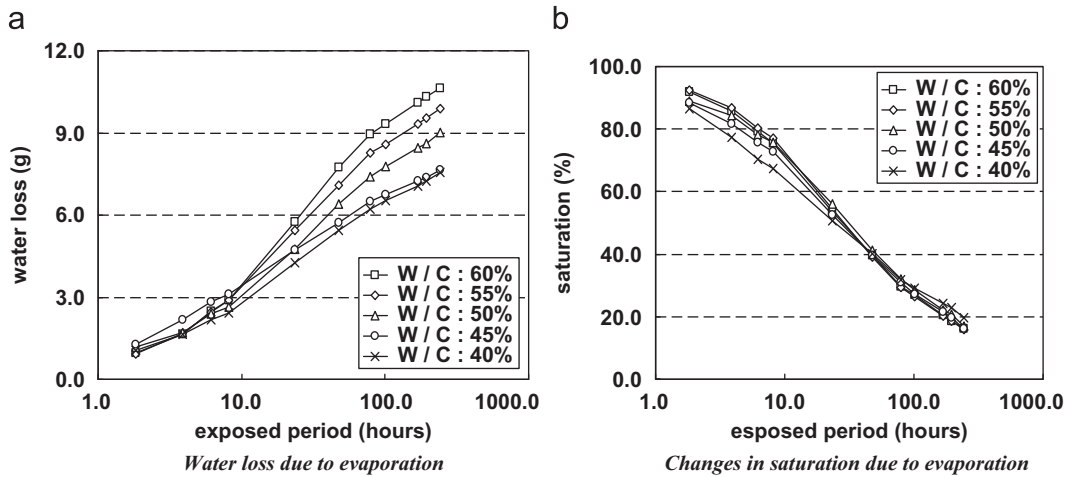 a
12.0
9.0
6.0
3.0
0.0
water loss (g)
W / C : 60%
W / C : 55%
W / C : 50%
W / C : 45%
W / C : 40%
1.0 10.0 100.0 1000.0
exposed period (hours)
Water loss due to evaporation
b
100.0
80.0
60.0
40.0
20.0
0.0
saturation (%)
W / C : 60%
W / C : 55%
W / C : 50%
W / C : 45%
W / C : 40%
1.0 10.0 100.0 1000.0
esposed period (hours)
Changes in saturation due to evaporation